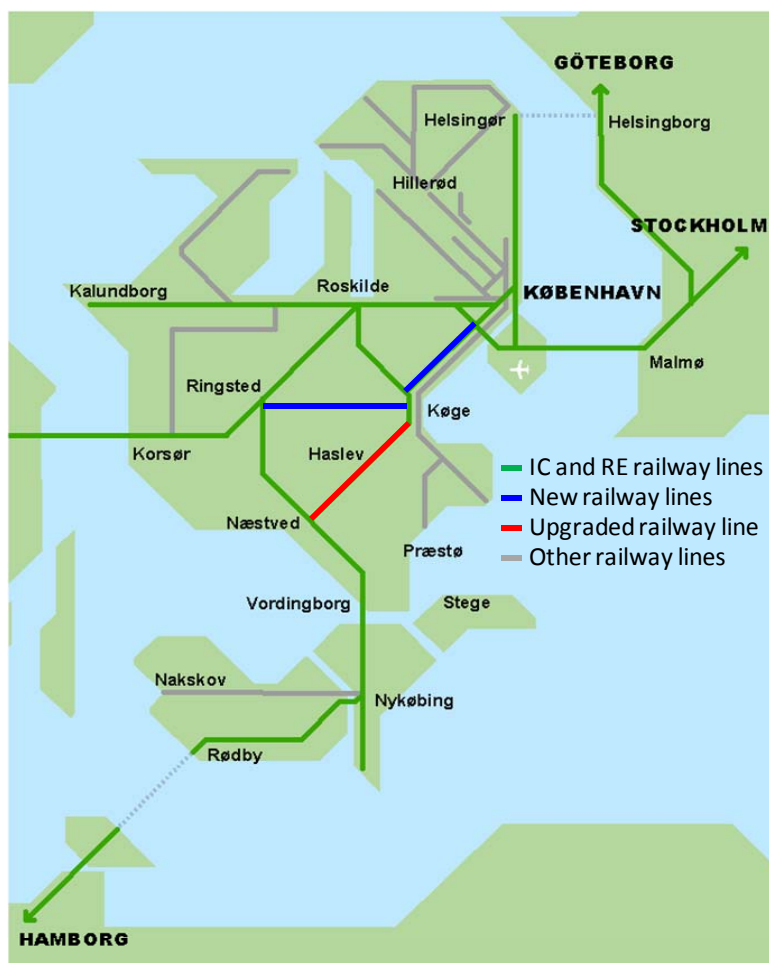 GÖTEBORG
Helsingør
Helsingborg
Hillerød
STOCKHOLM
Kalundborg
Roskilde
KØBENHAVN
Malmø
Ringsted
Køge
Korsør
Haslev
IC and RE railway lines
New railway lines
Næstved
Upgraded railway line
Præstø
Other railway lines
Vordingborg
Stege
Nakskov
Nykøbing
Rødby
HAMBORG